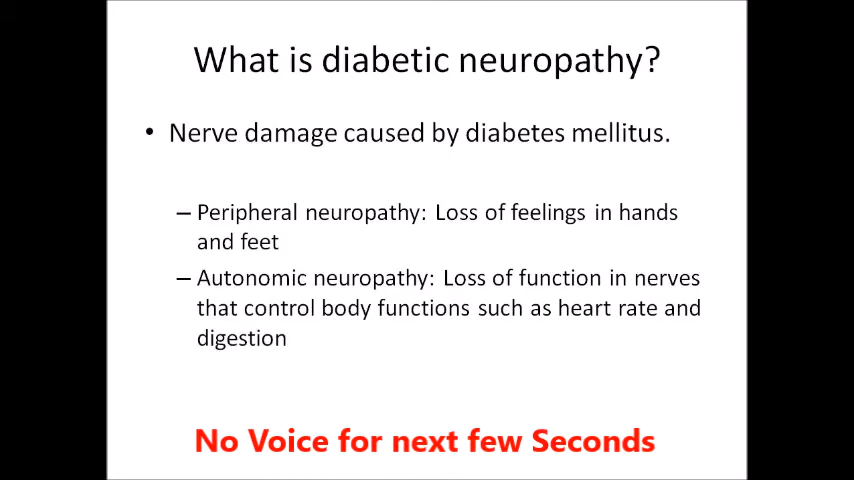 What is diabetic neuropathy?
• Nerve damage caused by diabetes mellitus.
– Peripheral neuropathy: Loss of feelings in hands
and feet
– Autonomic neuropathy: Loss of function in nerves
that control body functions such as heart rate and
digestion
No Voice for next few Seconds